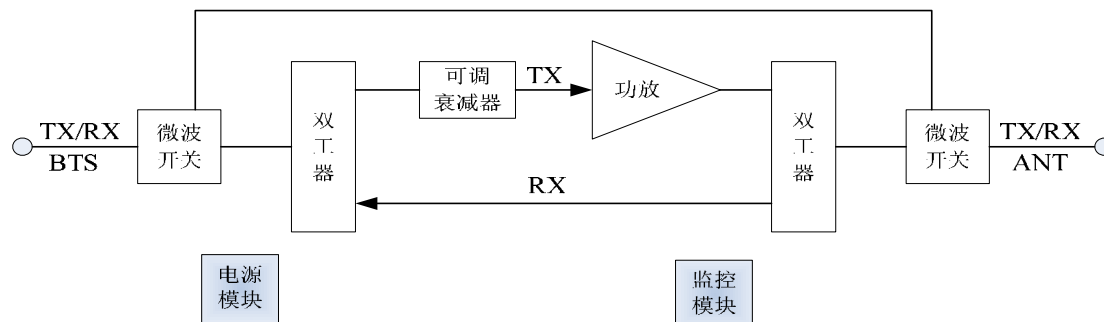 TX/RX
BTS
微波
开关
双
工
器
可调
衰减器
TX
功放
RX
双
工
器
微波
开关
TX/RX
ANT
电源
模块
监控
模块